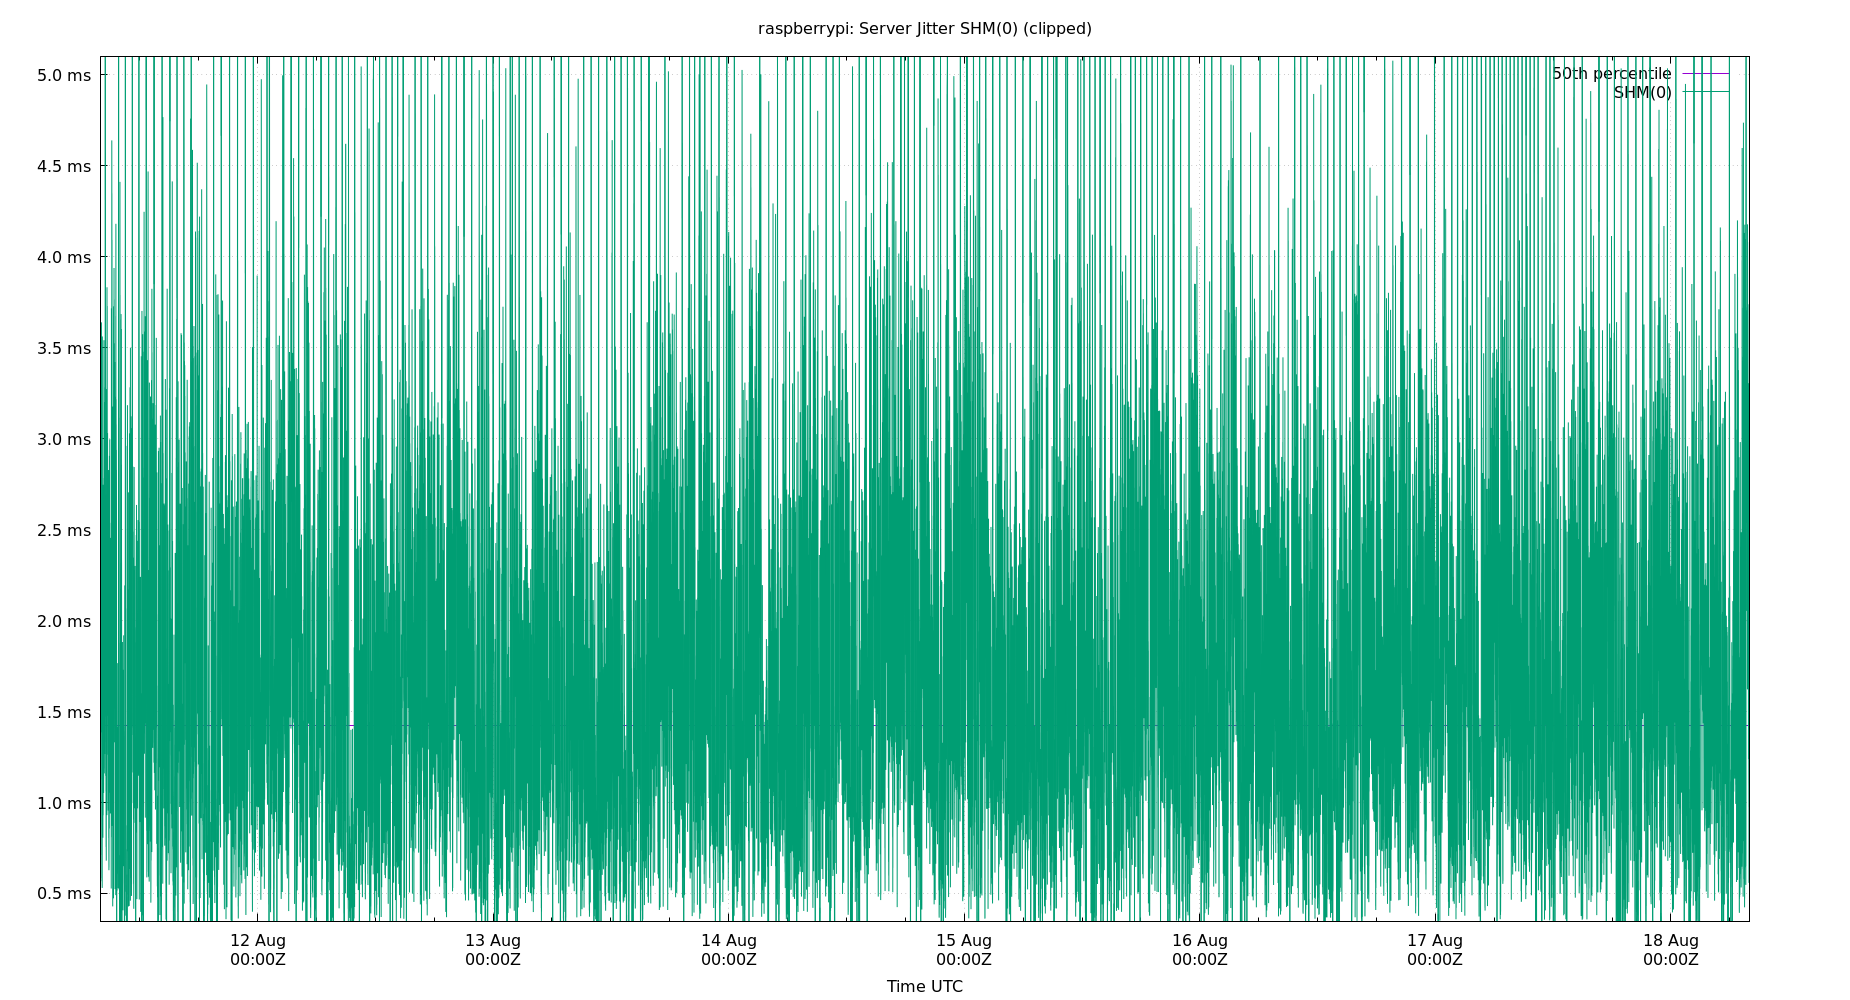 raspberrypi: Server Jitter SHM(0) (clipped)
5.0 ms
50th percentile
SHM(0)
4.5 ms
4.0 ms
3.5 ms
3.0 ms
2.5 ms
2.0 ms
1.5 ms
1.0 ms
0.5 ms
12 Aug 13 Aug 14 Aug 15 Aug 16 Aug 17 Aug 18 Aug
00:00Z 00:00Z 00:00Z 00:00Z 00:00Z 00:00Z 00:00Z
Time UTC